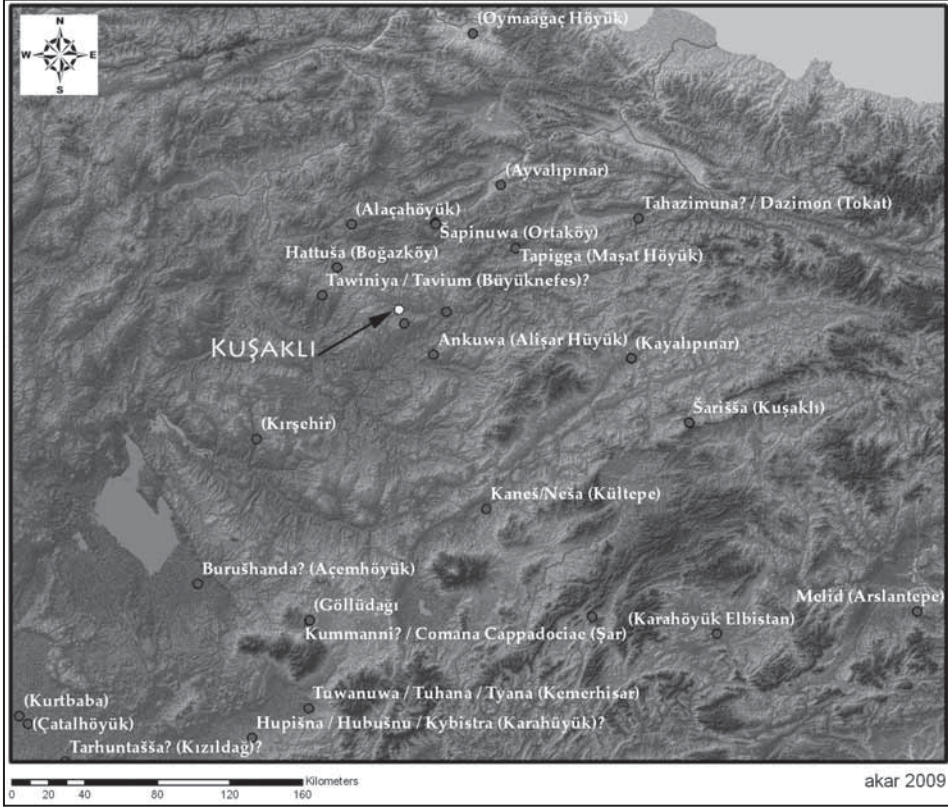 N
W E
S
(Oymaağaç Höyük)
(Ayvalıpınar)
(Alaçahöyük)
Tahazimuna? / Dazimon (Tokat)
Šapinuwa (Ortaköy)
Hattuša (Boğazköy)
Tapigga (Maşat Höyük)
Tawiniya / Tavium (Büyüknefes)?
KUŞAKLI
Ankuwa (Alişar Hüyük)
(Kayalıpınar)
Šarišša (Kuşaklı)
(Kırşehir)
Kaneš/Neša (Kültepe)
Burušhanda? (Açemhöyük)
Melid (Arslantepe)
(Göllüdağı
(Karahöyük Elbistan)
Kummanni? / Comana Cappadociae (Şar)
Tuwanuwa / Tuhana / Tyana (Kemerhisar)
(Kurtbaba)
(Çatalhöyük)
Hupišna / Hubušnu / Kybistra (Karahüyük)?
Tarhuntašša? (Kızıldağ)?
Kilometers
0 20 40 80 120 160
akar 2009